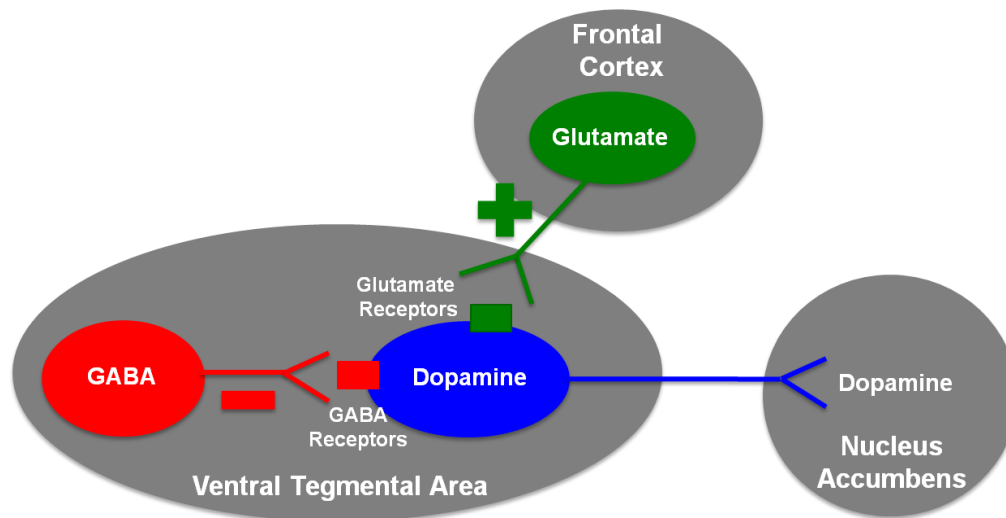 Frontal
Cortex
Glutamate
Glutamate
Receptors
GABA
Dopamine
GABA
Receptors
Ventral Tegmental Area
Dopamine
Nucleus
Accumbens